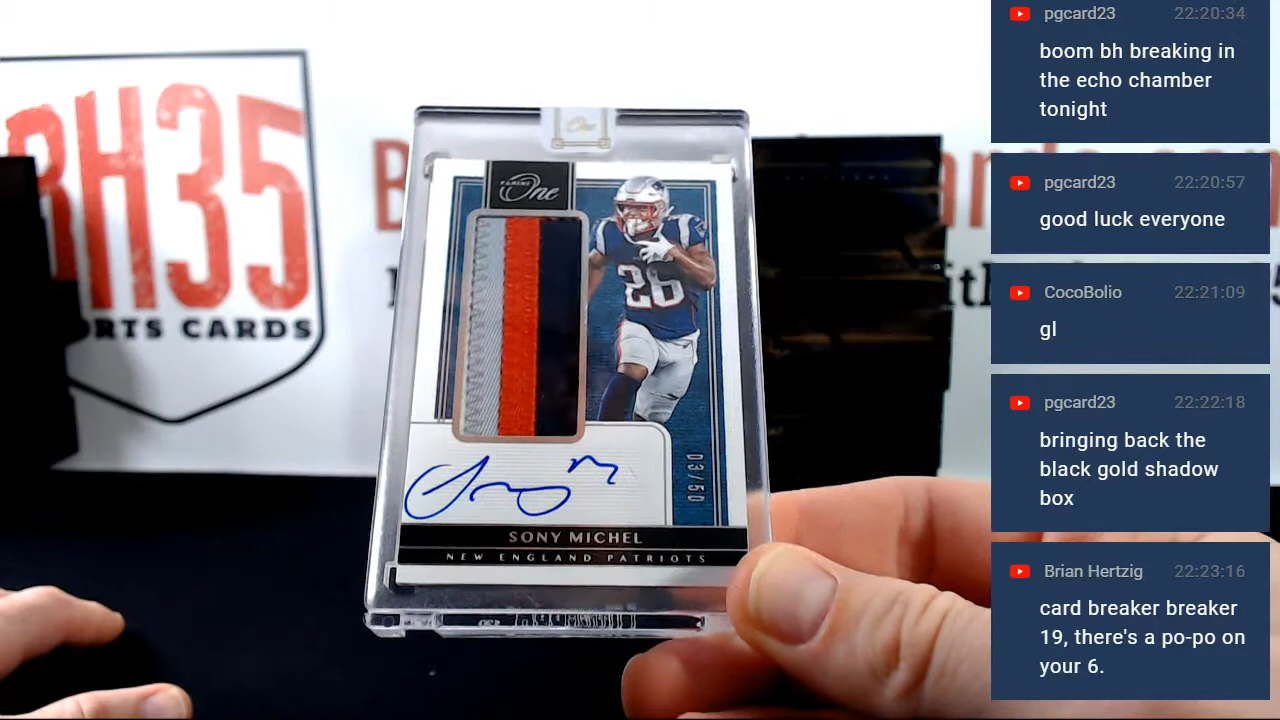 BH35
SPORTS CARDS
One
PANINI One
26
03/50
SONY MICHEL
NEW ENGLAND PATRIOTS
pgcard23 22:20:34
boom bh breaking in
the echo chamber
tonight
pgcard23 22:20:57
good luck everyone
CocoBolio 22:21:09
gl
pgcard23 22:22:18
bringing back the
black gold shadow
box
Brian Hertzig 22:23:16
card breaker breaker
19, there's a po-po on
your 6.